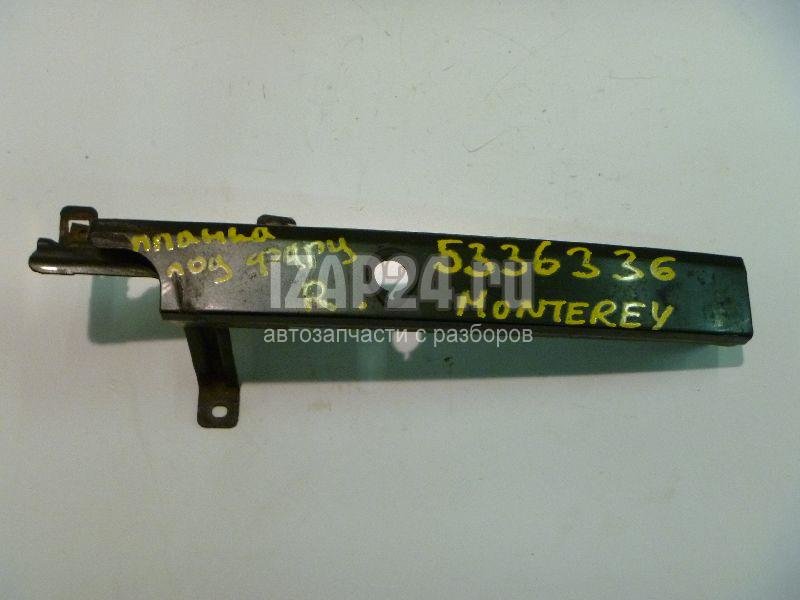 планка
под фару
R.
5336336
MONTEREY
IZAP24.ru
автозапчасти с разборов